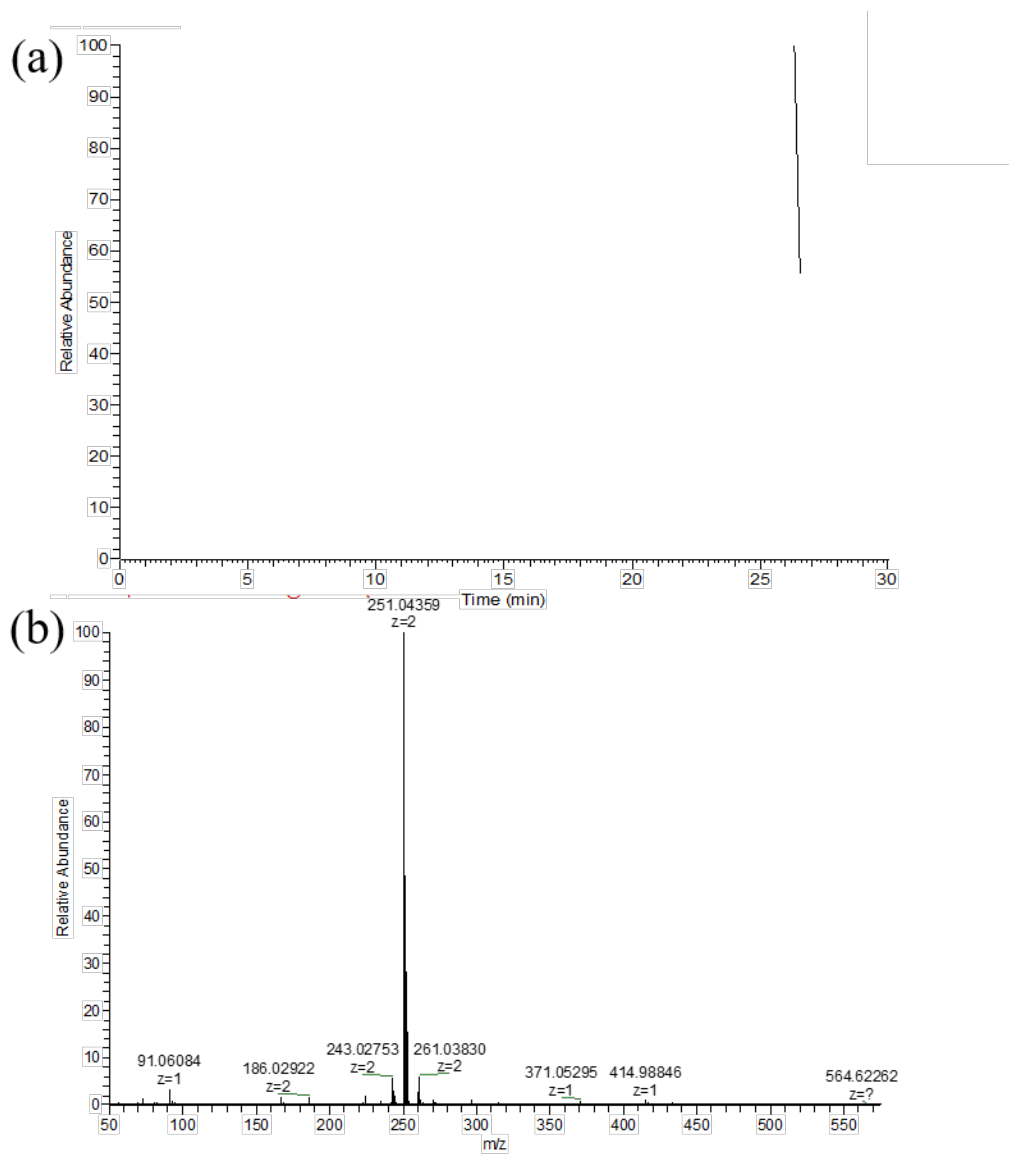 (a)
100
90
80
70
60
50
40
30
20
10
0
Relative Abundance
0 5 10 15 20 25 30
Time (min)
(b)
251.04359
z=2
100
90
80
70
60
50
40
30
20
10
0
Relative Abundance
91.06084
z=1
186.02922
z=2
243.02753
z=2
261.03830
z=2
371.05295
z=1
414.98846
z=1
564.62262
z=?
50 100 150 200 250 300 350 400 450 500 550
m/z